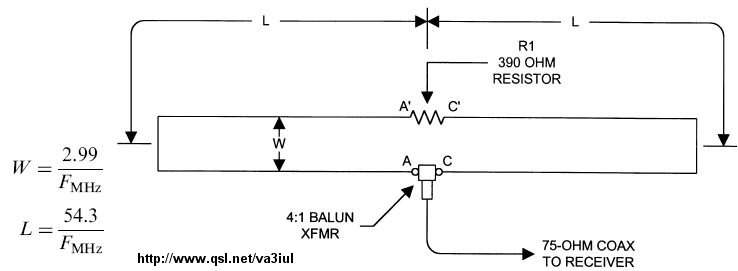 L
L
R1
390 OHM
RESISTOR
A' C'
W
A C
W = 2.99 / F_MHz
L = 54.3 / F_MHz
4:1 BALUN
XFMR
75-OHM COAX
TO RECEIVER
http://www.qsl.net/va3iul